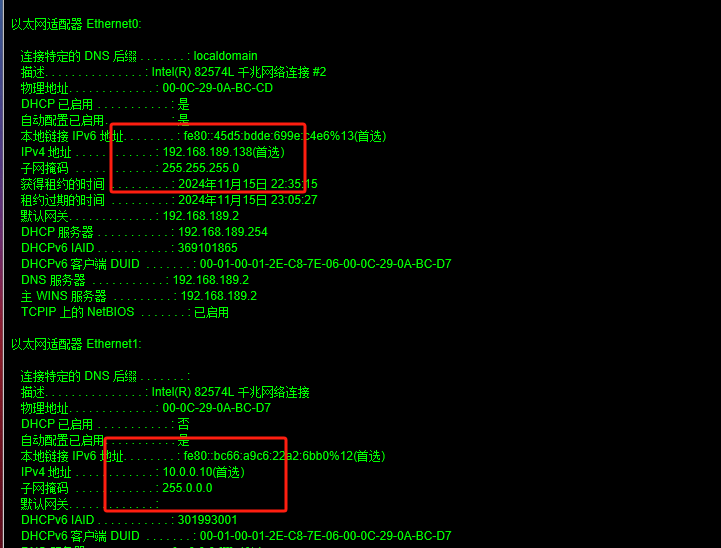 以太网适配器 Ethernet0:
连接特定的 DNS 后缀 . . . . . . . : localdomain
描述. . . . . . . . . . . . . . . : Intel(R) 82574L 千兆网络连接 #2
物理地址. . . . . . . . . . . . . : 00-0C-29-0A-BC-CD
DHCP 已启用 . . . . . . . . . . . : 是
自动配置已启用. . . . . . . . . . : 是
本地链接 IPv6 地址. . . . . . . . : fe80::45d5:bdde:699e:c4e6%13(首选)
IPv4 地址 . . . . . . . . . . . . : 192.168.189.138(首选)
子网掩码 . . . . . . . . . . . . : 255.255.255.0
获得租约的时间 . . . . . . . . . : 2024年11月15日 22:35:15
租约过期的时间 . . . . . . . . . : 2024年11月15日 23:05:27
默认网关. . . . . . . . . . . . . : 192.168.189.2
DHCP 服务器 . . . . . . . . . . . : 192.168.189.254
DHCPv6 IAID . . . . . . . . . . . : 369101865
DHCPv6 客户端 DUID . . . . . . . : 00-01-00-01-2E-C8-7E-06-00-0C-29-0A-BC-D7
DNS 服务器 . . . . . . . . . . . : 192.168.189.2
主 WINS 服务器 . . . . . . . . . : 192.168.189.2
TCPIP 上的 NetBIOS . . . . . . . : 已启用
以太网适配器 Ethernet1:
连接特定的 DNS 后缀 . . . . . . . :
描述. . . . . . . . . . . . . . . : Intel(R) 82574L 千兆网络连接
物理地址. . . . . . . . . . . . . : 00-0C-29-0A-BC-D7
DHCP 已启用 . . . . . . . . . . . : 否
自动配置已启用. . . . . . . . . . : 是
本地链接 IPv6 地址. . . . . . . . : fe80::bc66:a9c6:22a2:6bb0%12(首选)
IPv4 地址 . . . . . . . . . . . . : 10.0.0.10(首选)
子网掩码 . . . . . . . . . . . . : 255.0.0.0
默认网关. . . . . . . . . . . . . :
DHCPv6 IAID . . . . . . . . . . . : 301993001
DHCPv6 客户端 DUID . . . . . . . : 00-01-00-01-2E-C8-7E-06-00-0C-29-0A-BC-D7